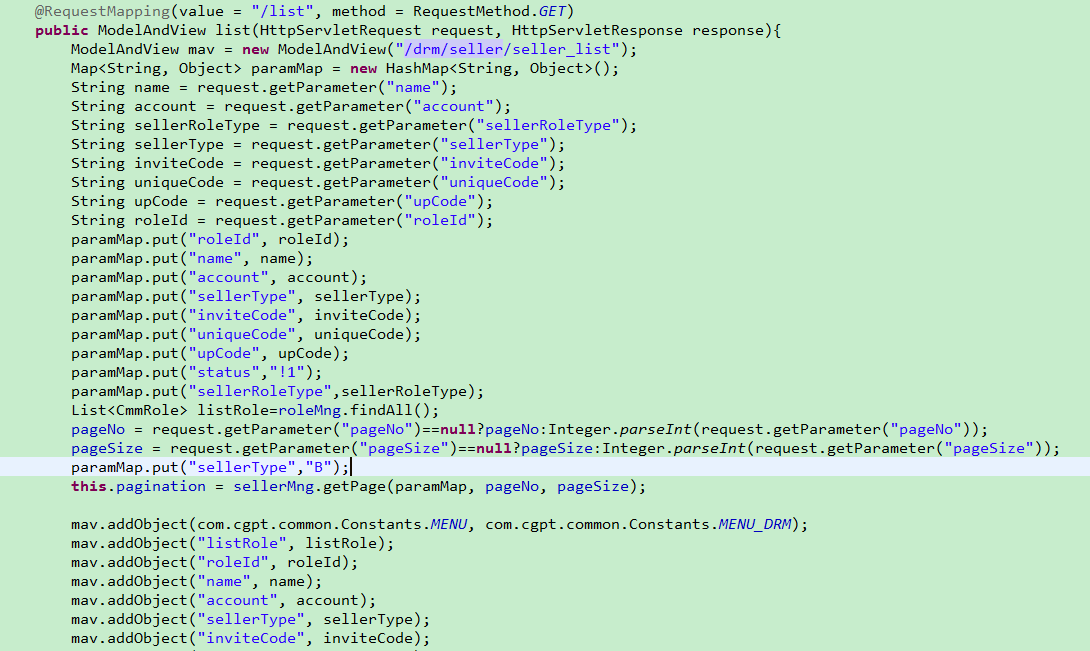 @RequestMapping(value = "/list", method = RequestMethod.GET)
public ModelAndView list(HttpServletRequest request, HttpServletResponse response){
ModelAndView mav = new ModelAndView("/drm/seller/seller_list");
Map<String, Object> paramMap = new HashMap<String, Object>();
String name = request.getParameter("name");
String account = request.getParameter("account");
String sellerRoleType = request.getParameter("sellerRoleType");
String sellerType = request.getParameter("sellerType");
String inviteCode = request.getParameter("inviteCode");
String uniqueCode = request.getParameter("uniqueCode");
String upCode = request.getParameter("upCode");
String roleId = request.getParameter("roleId");
paramMap.put("roleId", roleId);
paramMap.put("name", name);
paramMap.put("account", account);
paramMap.put("sellerType", sellerType);
paramMap.put("inviteCode", inviteCode);
paramMap.put("uniqueCode", uniqueCode);
paramMap.put("upCode", upCode);
paramMap.put("status","!1");
paramMap.put("sellerRoleType",sellerRoleType);
List<CmmRole> listRole=roleMng.findAll();
pageNo = request.getParameter("pageNo")==null?pageNo:Integer.parseInt(request.getParameter("pageNo"));
pageSize = request.getParameter("pageSize")==null?pageSize:Integer.parseInt(request.getParameter("pageSize"));
paramMap.put("sellerType","B");
this.pagination = sellerMng.getPage(paramMap, pageNo, pageSize);
mav.addObject(com.cgpt.common.Constants.MENU, com.cgpt.common.Constants.MENU_DRM);
mav.addObject("listRole", listRole);
mav.addObject("roleId", roleId);
mav.addObject("name", name);
mav.addObject("account", account);
mav.addObject("sellerType", sellerType);
mav.addObject("inviteCode", inviteCode);